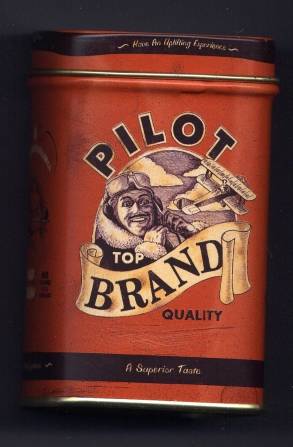 ~ Have An Uplifting Experience ~
PILOT
TOP
BRAND
QUALITY
A Superior Taste